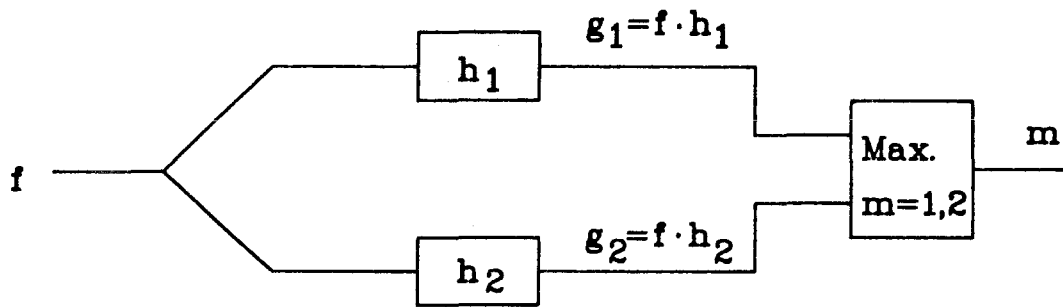 g₁=f·h₁
h₁
f
Max.
m=1,2
m
g₂=f·h₂
h₂